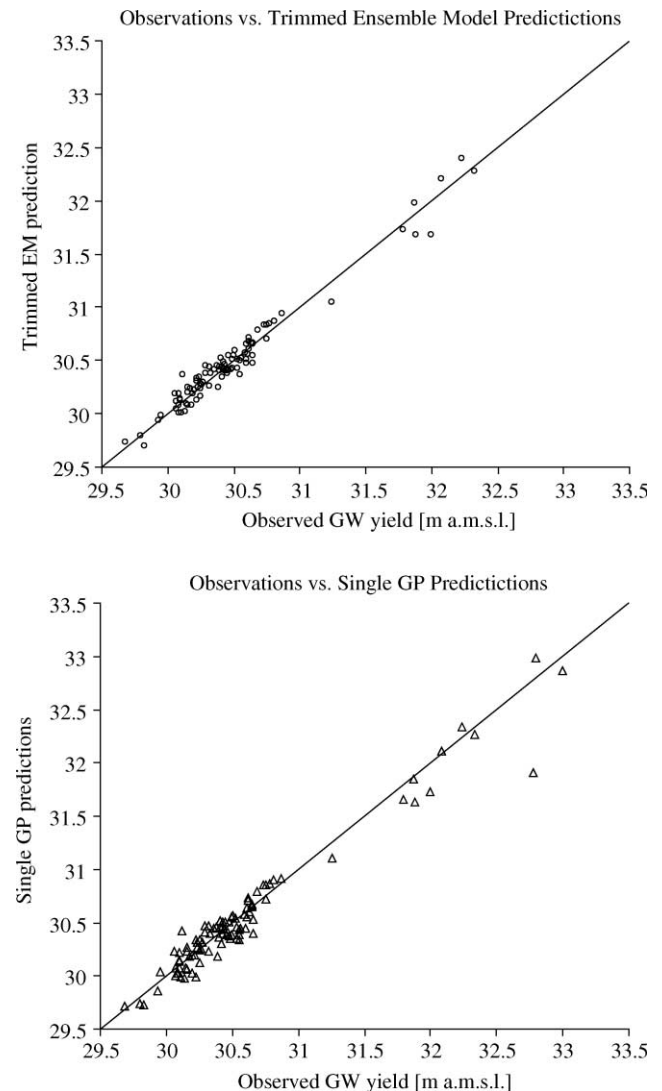 Observations vs. Trimmed Ensemble Model Predictictions
33.5
33
32.5
32
31.5
31
30.5
30
29.5
Trimmed EM prediction
29.5 30 30.5 31 31.5 32 32.5 33 33.5
Observed GW yield [m a.m.s.l.]
Observations vs. Single GP Predictictions
33.5
33
32.5
32
31.5
31
30.5
30
29.5
Single GP predictions
29.5 30 30.5 31 31.5 32 32.5 33 33.5
Observed GW yield [m a.m.s.l.]